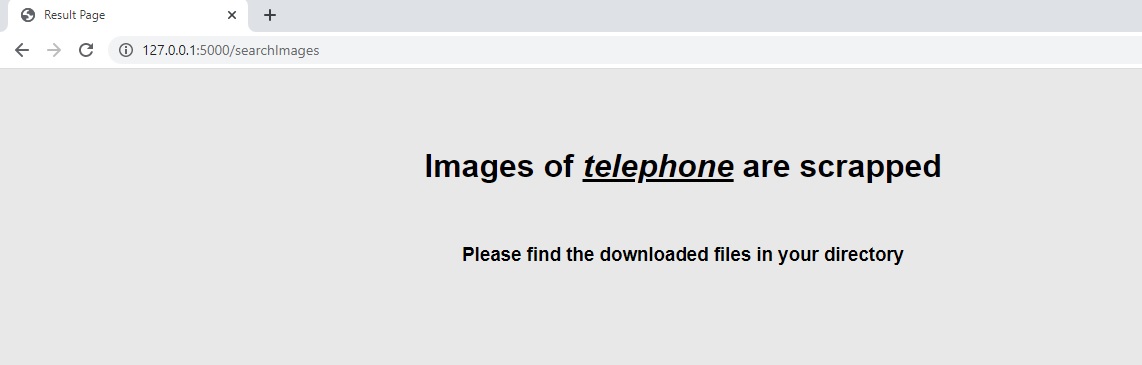 Result Page
127.0.0.1:5000/searchImages
Images of telephone are scrapped
Please find the downloaded files in your directory